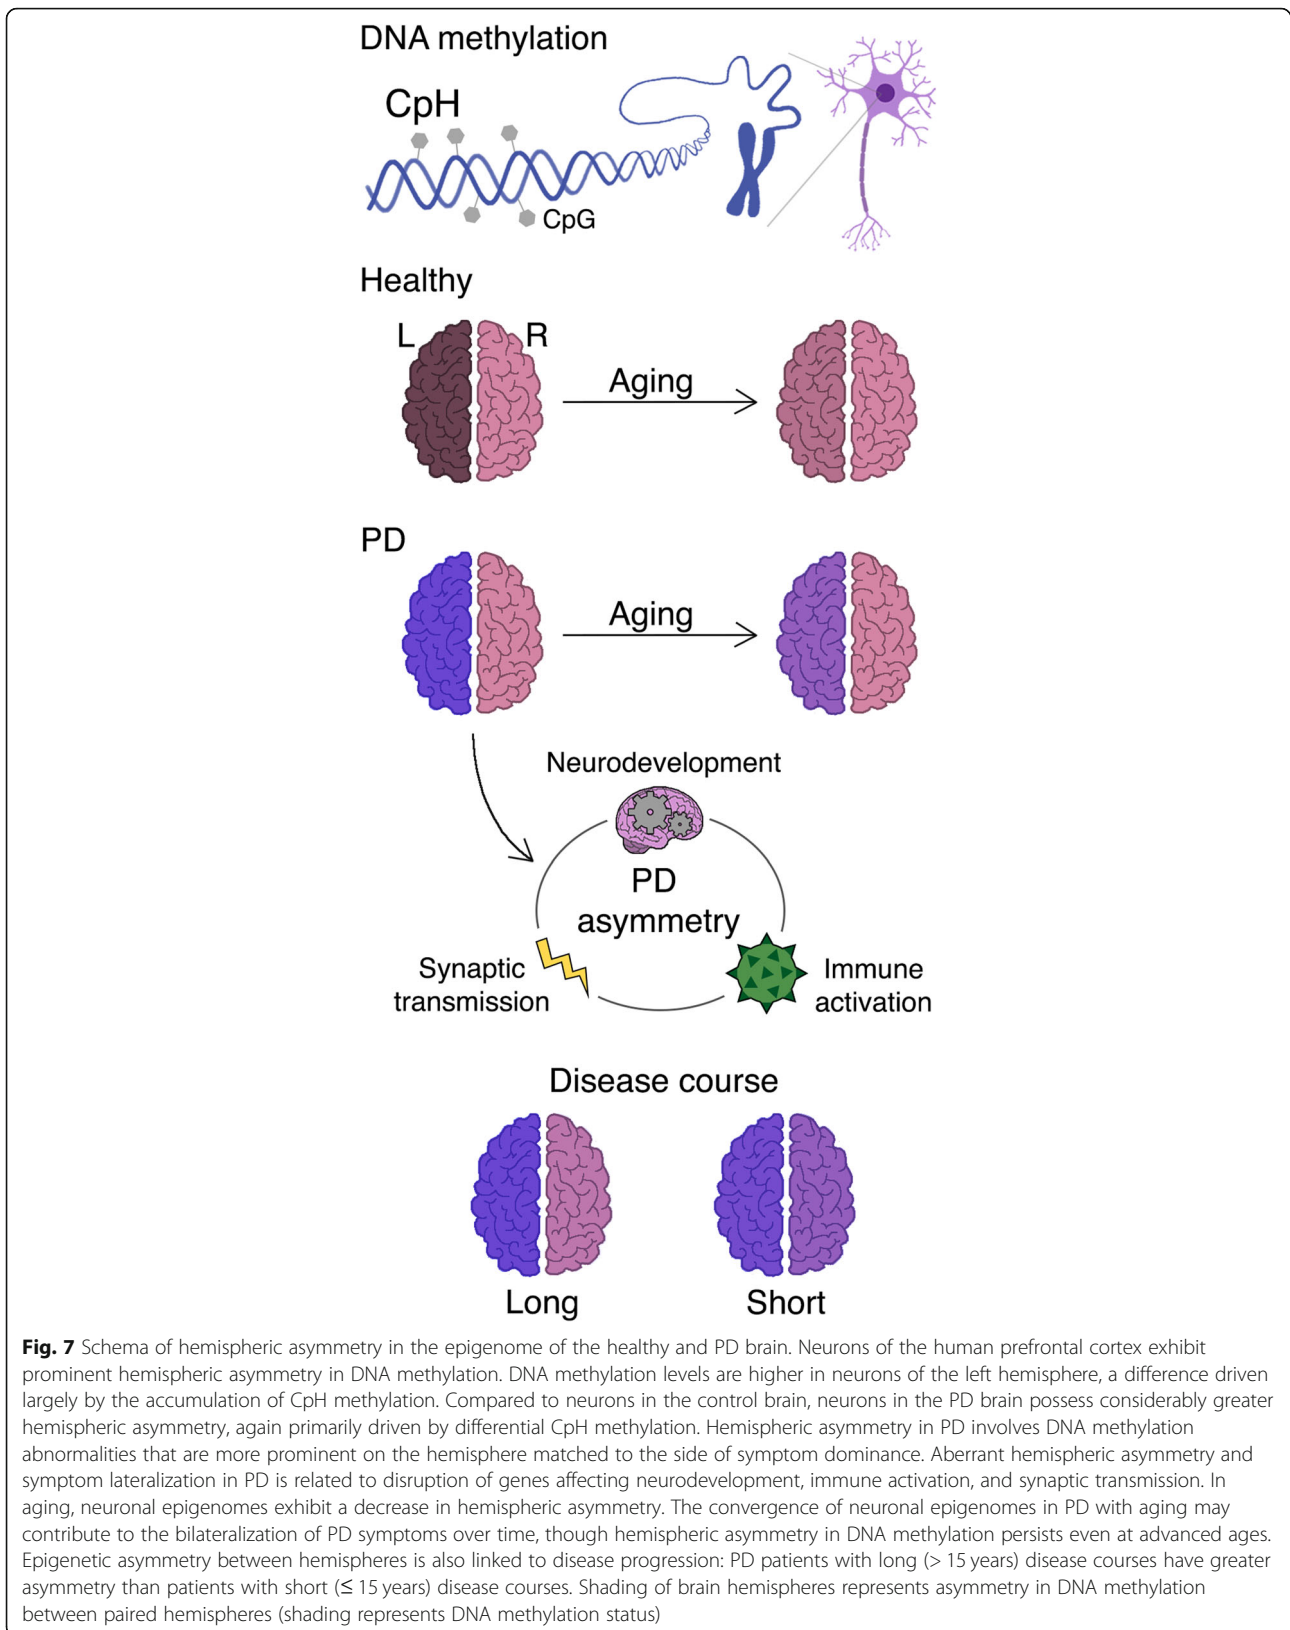 DNA methylation
CpH
CpG
Healthy
L
R
Aging
PD
Aging
Neurodevelopment
PD
asymmetry
Synaptic
transmission
Immune
activation
Disease course
Long
Short
Fig. 7 Schema of hemispheric asymmetry in the epigenome of the healthy and PD brain. Neurons of the human prefrontal cortex exhibit
prominent hemispheric asymmetry in DNA methylation. DNA methylation levels are higher in neurons of the left hemisphere, a difference driven
largely by the accumulation of CpH methylation. Compared to neurons in the control brain, neurons in the PD brain possess considerably greater
hemispheric asymmetry, again primarily driven by differential CpH methylation. Hemispheric asymmetry in PD involves DNA methylation
abnormalities that are more prominent on the hemisphere matched to the side of symptom dominance. Aberrant hemispheric asymmetry and
symptom lateralization in PD is related to disruption of genes affecting neurodevelopment, immune activation, and synaptic transmission. In
aging, neuronal epigenomes exhibit a decrease in hemispheric asymmetry. The convergence of neuronal epigenomes in PD with aging may
contribute to the bilateralization of PD symptoms over time, though hemispheric asymmetry in DNA methylation persists even at advanced ages.
Epigenetic asymmetry between hemispheres is also linked to disease progression: PD patients with long (> 15 years) disease courses have greater
asymmetry than patients with short (≤ 15 years) disease courses. Shading of brain hemispheres represents asymmetry in DNA methylation
between paired hemispheres (shading represents DNA methylation status)